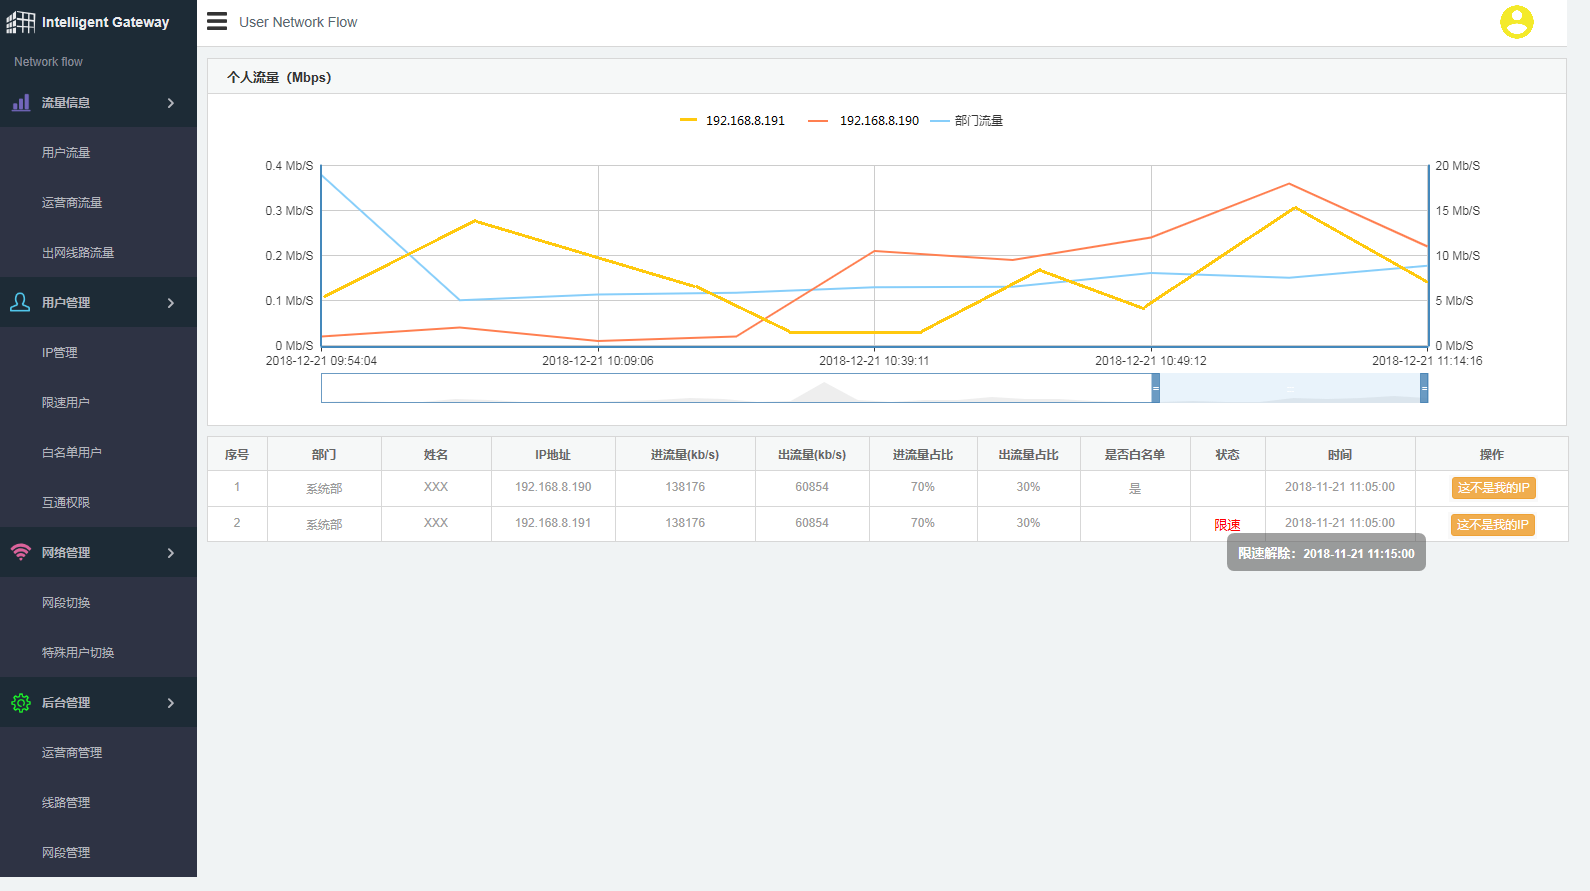 Intelligent Gateway
User Network Flow
Network flow
流量信息
用户流量
运营商流量
出网线路流量
用户管理
IP管理
限速用户
白名单用户
互通权限
网络管理
网段切换
特殊用户切换
后台管理
运营商管理
线路管理
网段管理
个人流量（Mbps）
192.168.8.191 192.168.8.190 部门流量
0.4 Mb/S 20 Mb/S
0.3 Mb/S 15 Mb/S
0.2 Mb/S 10 Mb/S
0.1 Mb/S 5 Mb/S
0 Mb/S 0 Mb/S
2018-12-21 09:54:04 2018-12-21 10:09:06 2018-12-21 10:39:11 2018-12-21 10:49:12 2018-12-21 11:14:16
序号 部门 姓名 IP地址 进流量(kb/s) 出流量(kb/s) 进流量占比 出流量占比 是否白名单 状态 时间 操作
1 系统部 XXX 192.168.8.190 138176 60854 70% 30% 是 2018-11-21 11:05:00 这不是我的IP
2 系统部 XXX 192.168.8.191 138176 60854 70% 30% 限速 2018-11-21 11:05:00 这不是我的IP
限速解除：2018-11-21 11:15:00